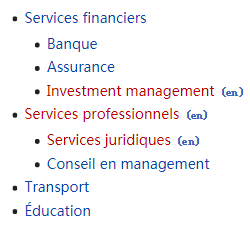 Services financiers
Banque
Assurance
Investment management (en)
Services professionnels (en)
Services juridiques (en)
Conseil en management
Transport
Éducation